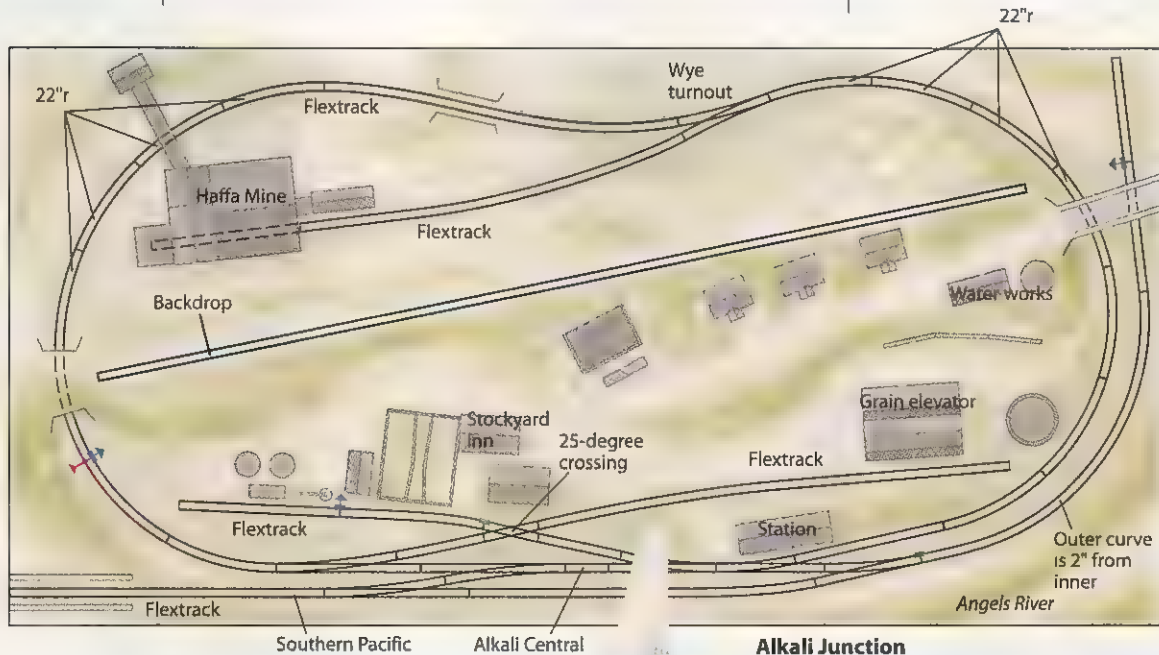 22"r
Wye
turnout
22"r
Flextrack
Haffa Mine
Flextrack
Backdrop
Water works
Grain elevator
Stockyard
Inn
25-degree
crossing
Flextrack
Flextrack
Station
Outer curve
is 2" from
inner
Flextrack
Angels River
Southern Pacific
Alkali Central
Alkali Junction